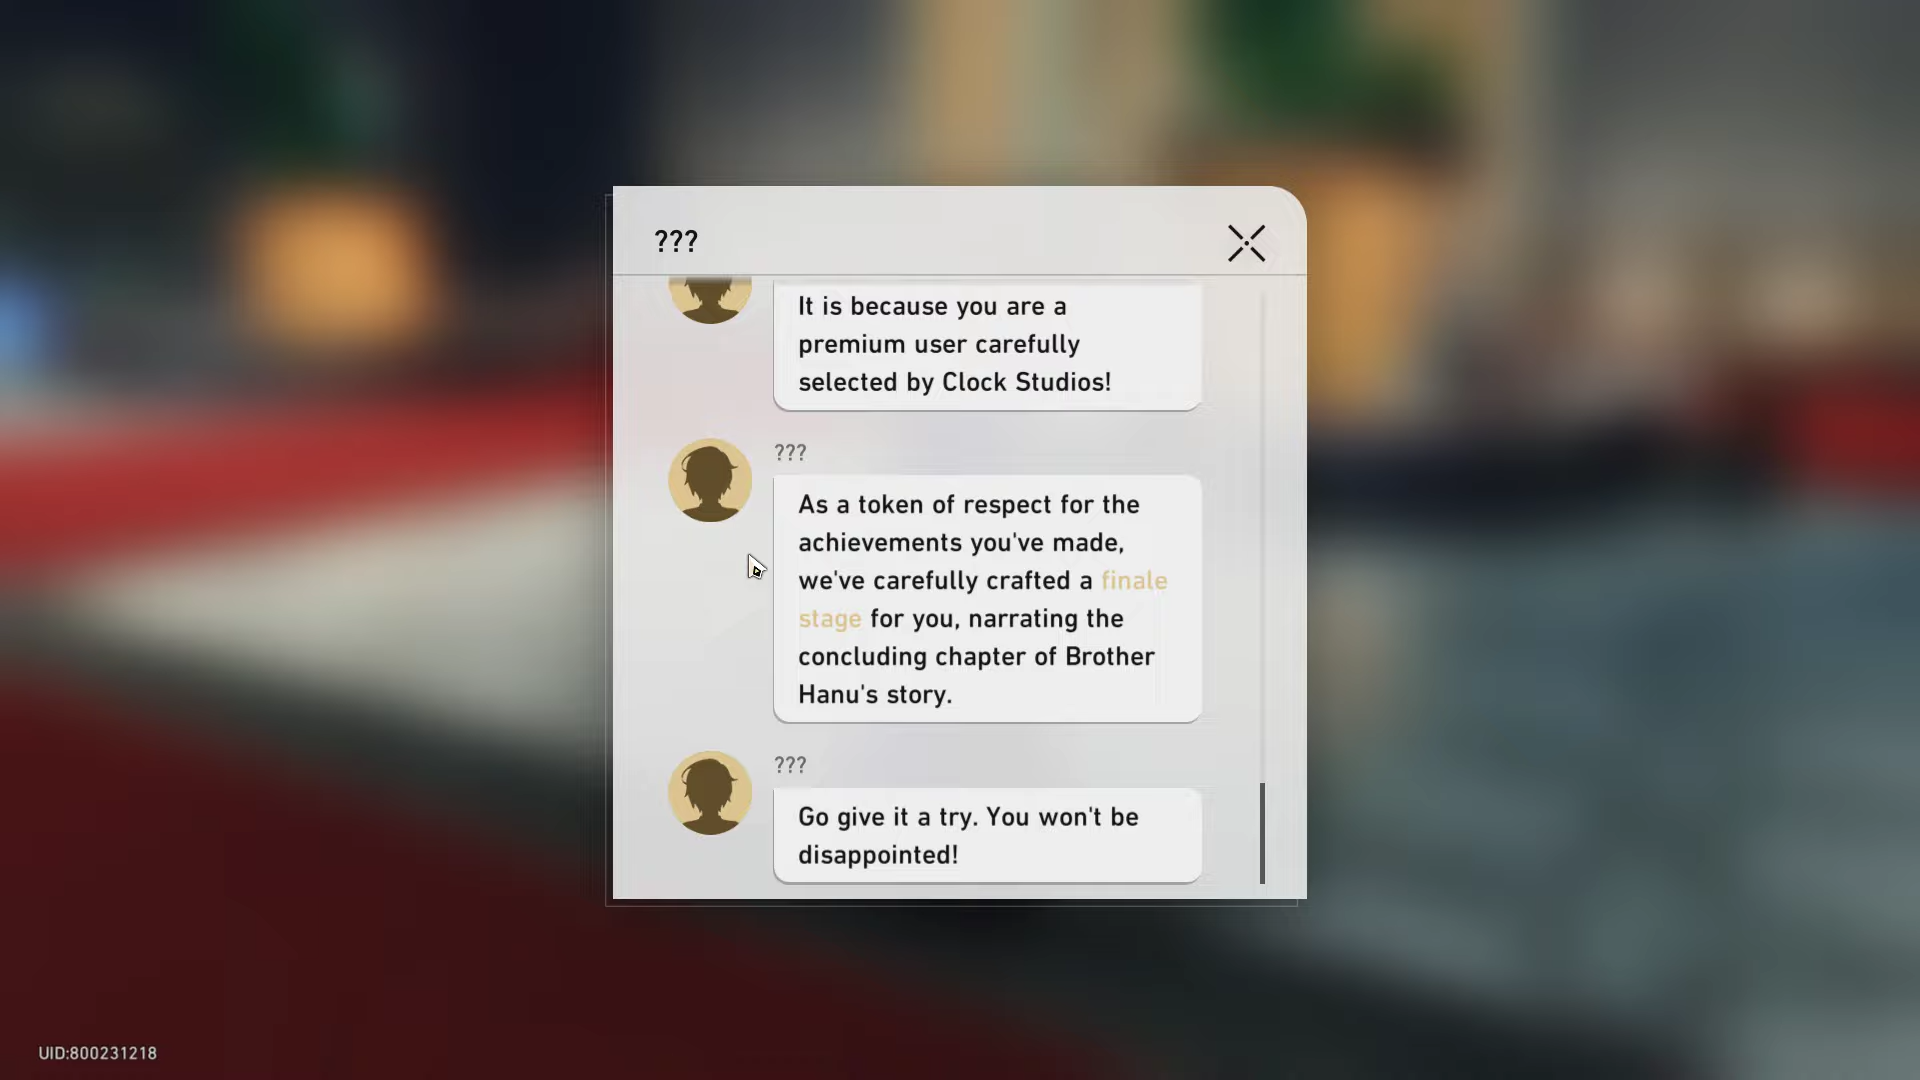 ???
It is because you are a
premium user carefully
selected by Clock Studios!
???
As a token of respect for the
achievements you've made,
we've carefully crafted a finale
stage for you, narrating the
concluding chapter of Brother
Hanu's story.
???
Go give it a try. You won't be
disappointed!
UID:800231218